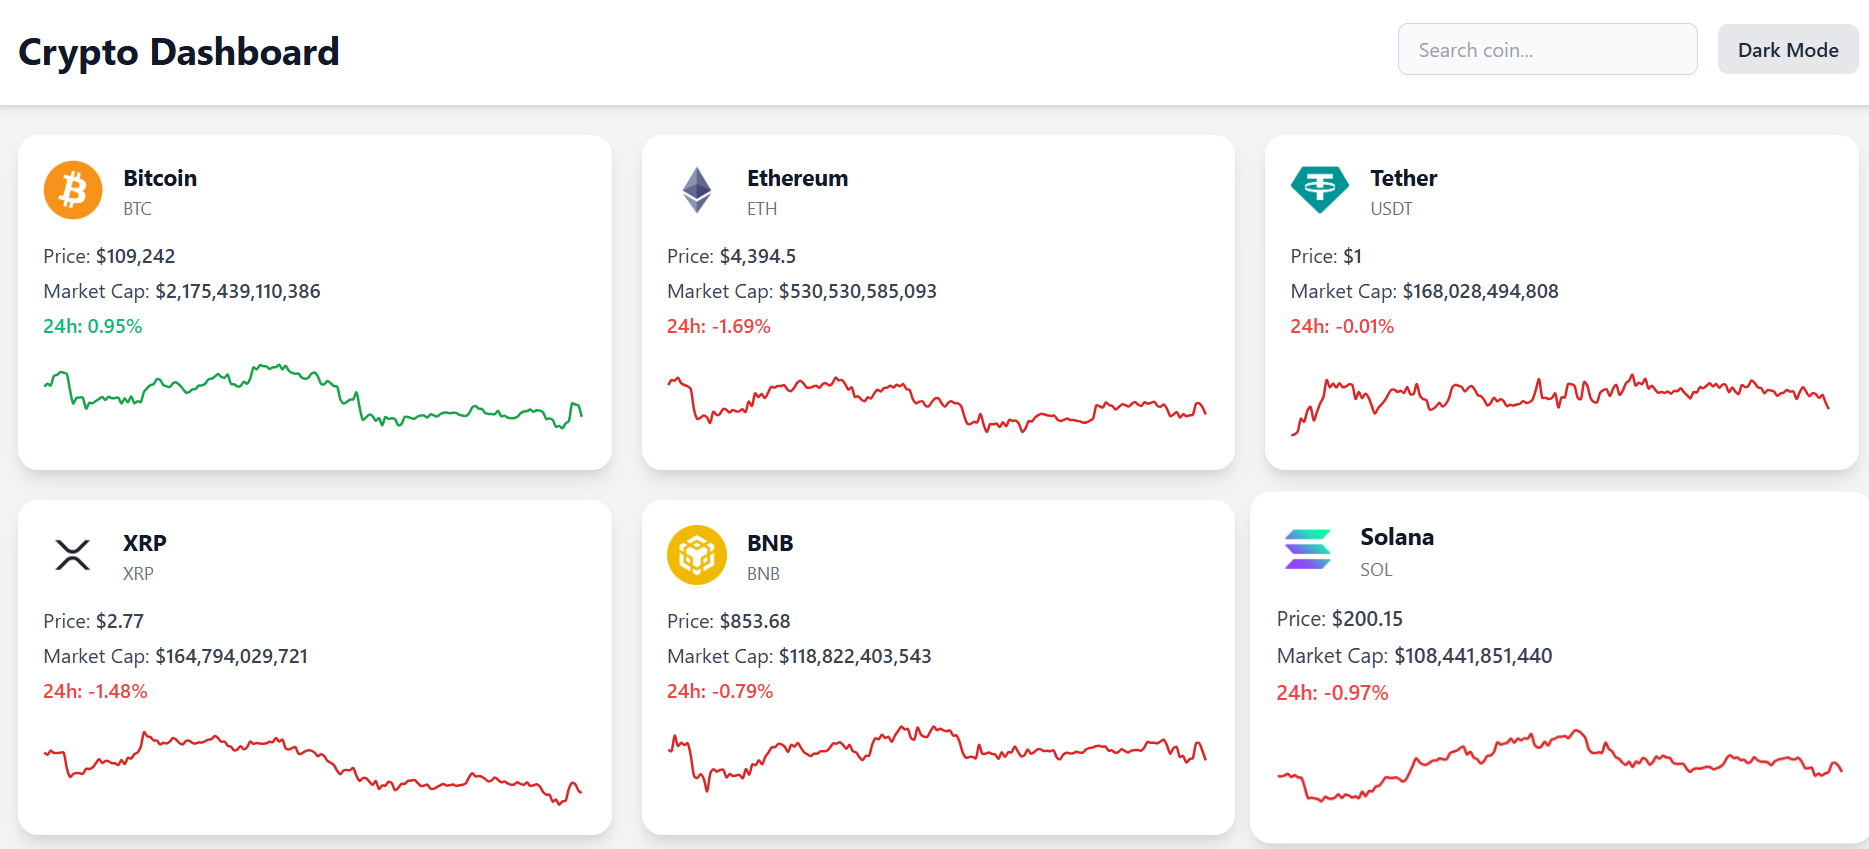 Crypto Dashboard
Search coin...
Dark Mode
Bitcoin
BTC
Price: $109,242
Market Cap: $2,175,439,110,386
24h: 0.95%
Ethereum
ETH
Price: $4,394.5
Market Cap: $530,530,585,093
24h: -1.69%
Tether
USDT
Price: $1
Market Cap: $168,028,494,808
24h: -0.01%
XRP
XRP
Price: $2.77
Market Cap: $164,794,029,721
24h: -1.48%
BNB
BNB
Price: $853.68
Market Cap: $118,822,403,543
24h: -0.79%
Solana
SOL
Price: $200.15
Market Cap: $108,441,851,440
24h: -0.97%